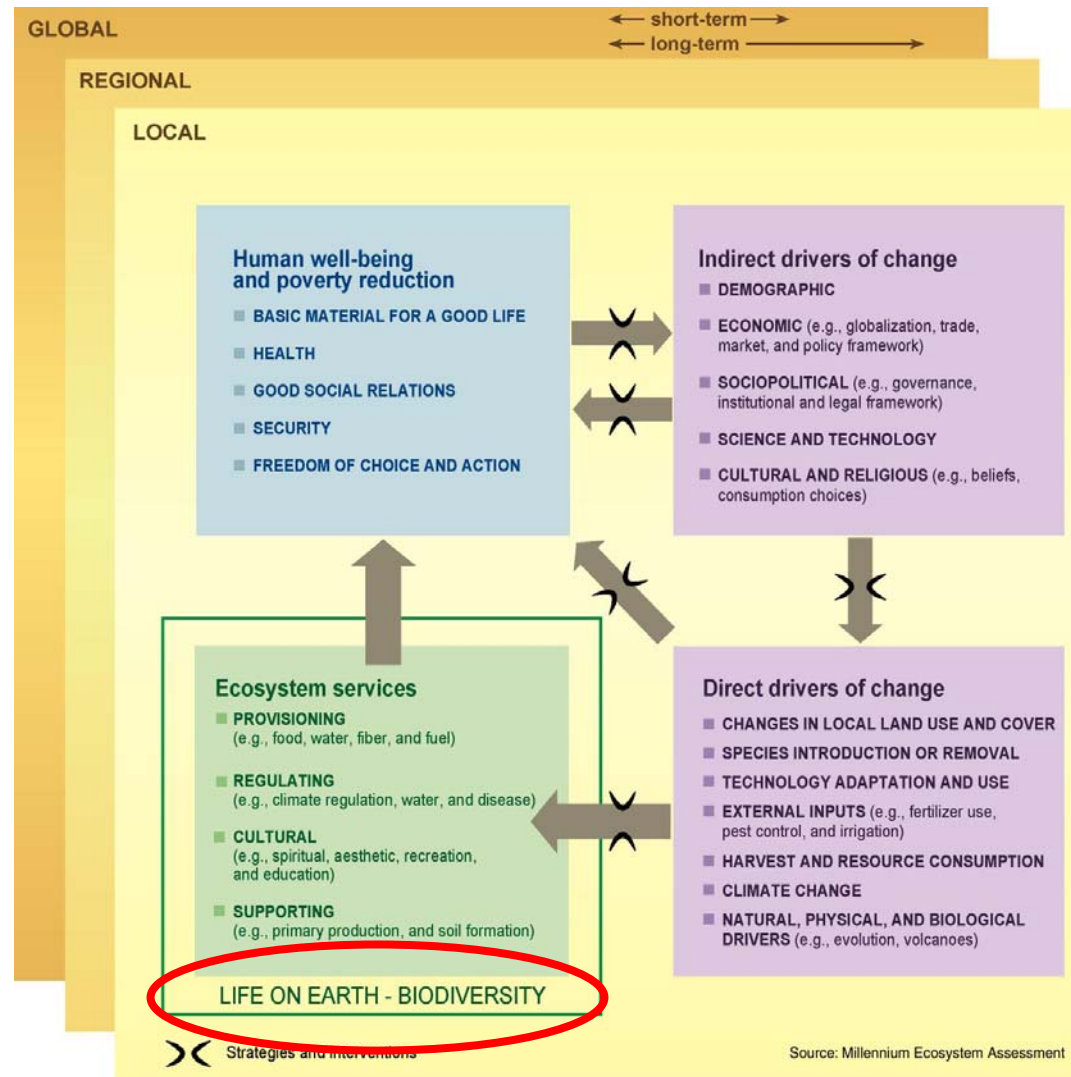 GLOBAL
short-term
long-term
REGIONAL
LOCAL
Human well-being
and poverty reduction
BASIC MATERIAL FOR A GOOD LIFE
HEALTH
GOOD SOCIAL RELATIONS
SECURITY
FREEDOM OF CHOICE AND ACTION
Indirect drivers of change
DEMOGRAPHIC
ECONOMIC (e.g., globalization, trade,
market, and policy framework)
SOCIOPOLITICAL (e.g., governance,
institutional and legal framework)
SCIENCE AND TECHNOLOGY
CULTURAL AND RELIGIOUS (e.g., beliefs,
consumption choices)
Ecosystem services
PROVISIONING
(e.g., food, water, fiber, and fuel)
REGULATING
(e.g., climate regulation, water, and disease)
CULTURAL
(e.g., spiritual, aesthetic, recreation,
and education)
SUPPORTING
(e.g., primary production, and soil formation)
LIFE ON EARTH - BIODIVERSITY
Direct drivers of change
CHANGES IN LOCAL LAND USE AND COVER
SPECIES INTRODUCTION OR REMOVAL
TECHNOLOGY ADAPTATION AND USE
EXTERNAL INPUTS (e.g., fertilizer use,
pest control, and irrigation)
HARVEST AND RESOURCE CONSUMPTION
CLIMATE CHANGE
NATURAL, PHYSICAL, AND BIOLOGICAL
DRIVERS (e.g., evolution, volcanoes)
Strategies and interventions
Source: Millennium Ecosystem Assessment